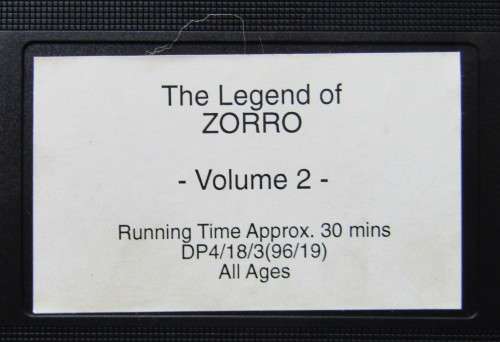 The Legend of
ZORRO
- Volume 2 -
Running Time Approx. 30 mins
DP4/18/3(96/19)
All Ages